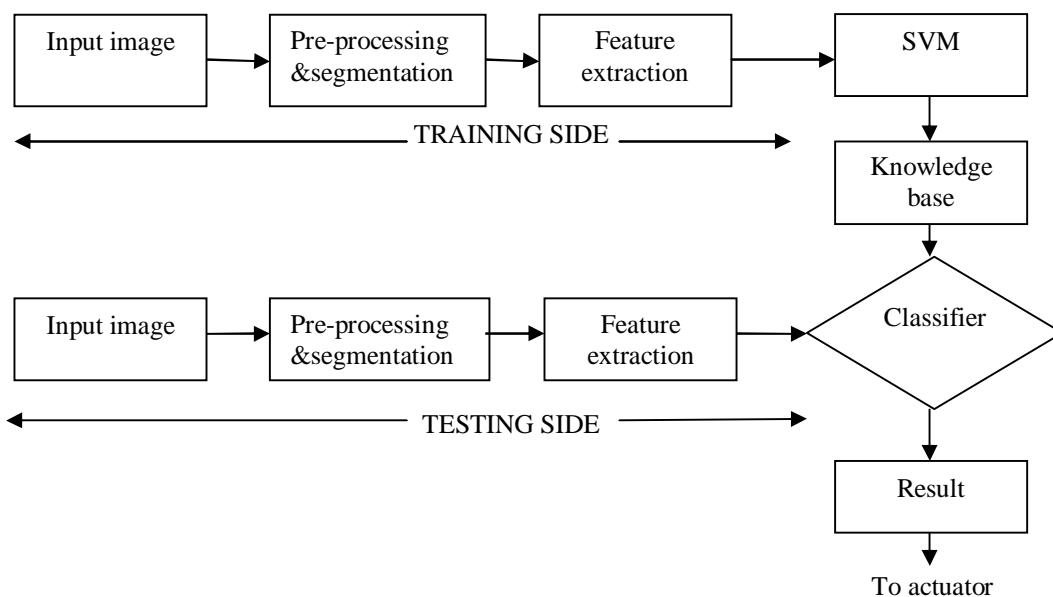 Input image
Pre-processing
&segmentation
Feature
extraction
SVM
TRAINING SIDE
Knowledge
base
Input image
Pre-processing
&segmentation
Feature
extraction
Classifier
TESTING SIDE
Result
To actuator